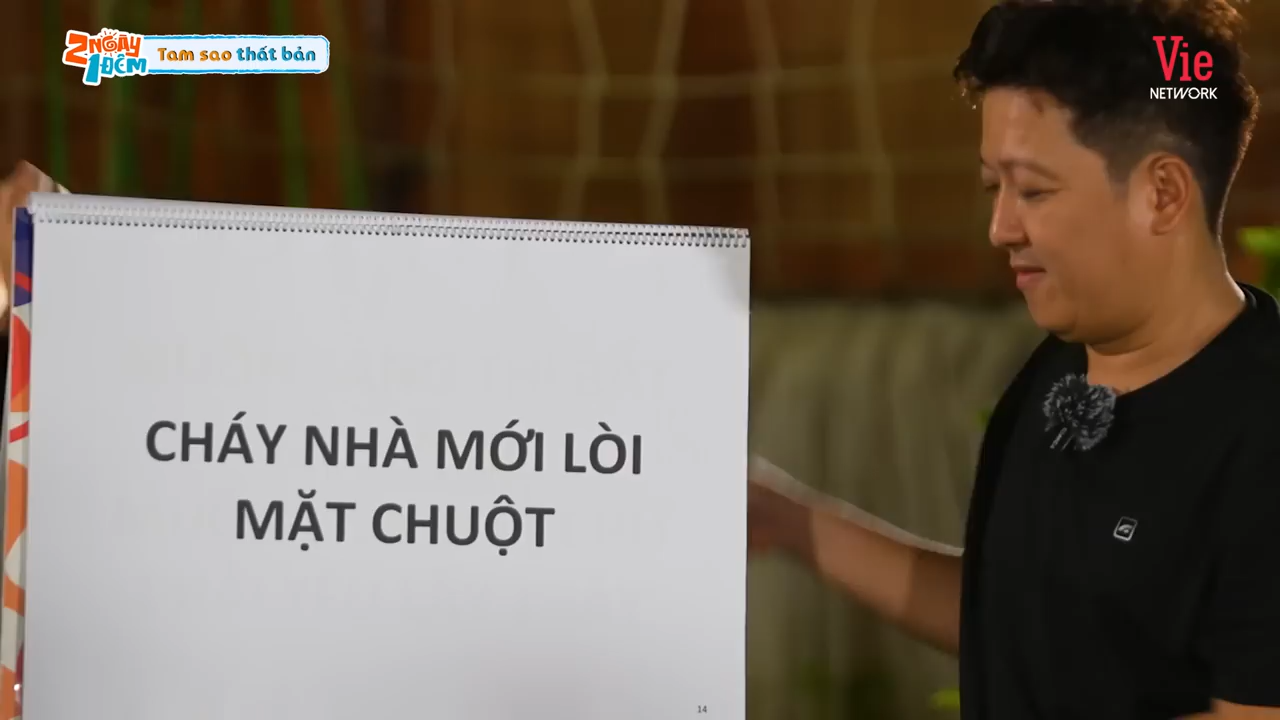 2 NGÀY
1 ĐÊM
Tam sao thất bản
Vie
NETWORK
CHÁY NHÀ MỚI LÒI
MẶT CHUỘT
14